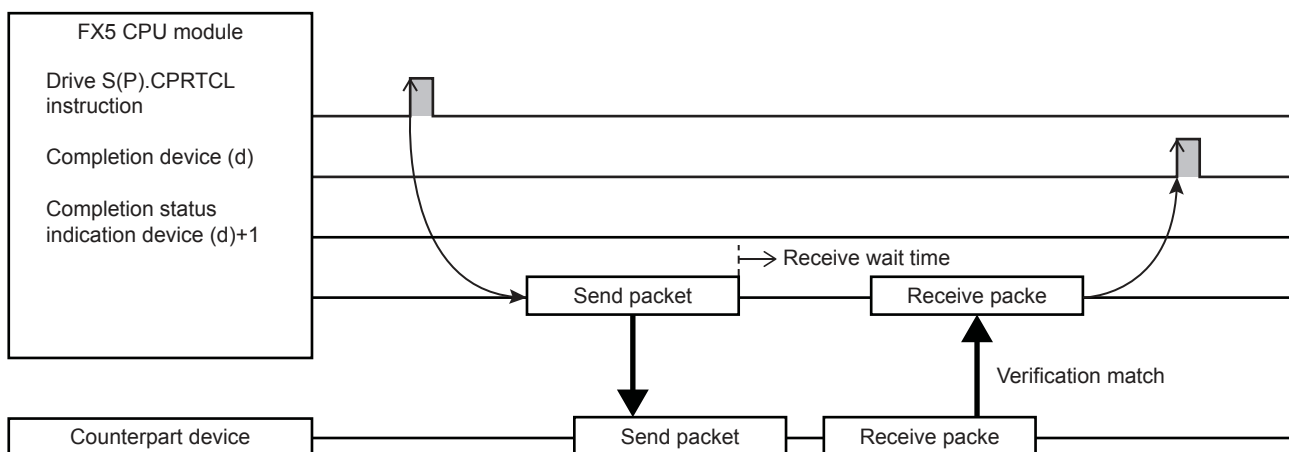 FX5 CPU module
Drive S(P).CPRTCL
instruction
Completion device (d)
Completion status
indication device (d)+1
Receive wait time
Send packet
Receive packe
Verification match
Counterpart device
Send packet
Receive packe